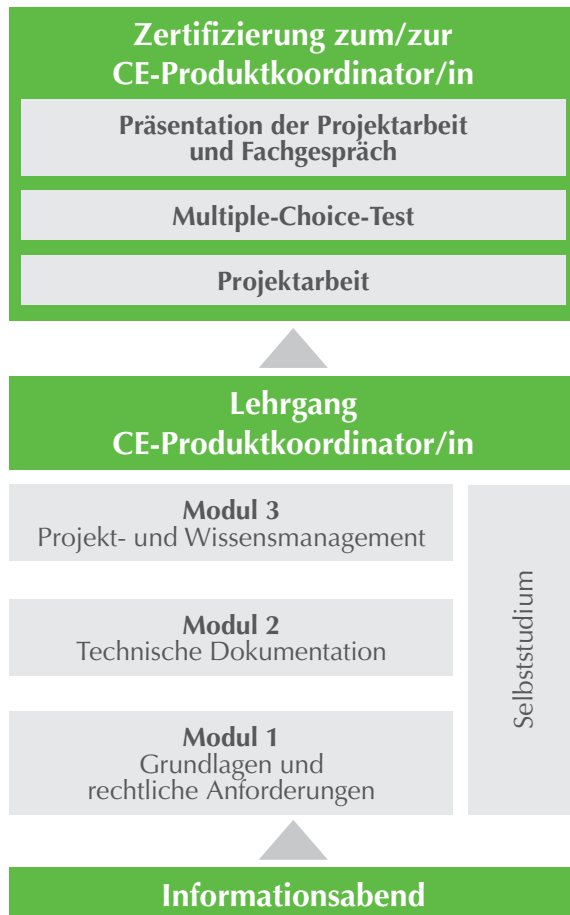 Zertifizierung zum/zur
CE-Produktkoordinator/in
Präsentation der Projektarbeit
und Fachgespräch
Multiple-Choice-Test
Projektarbeit
Lehrgang
CE-Produktkoordinator/in
Modul 3
Projekt- und Wissensmanagement
Modul 2
Technische Dokumentation
Modul 1
Grundlagen und
rechtliche Anforderungen
Selbststudium
Informationsabend